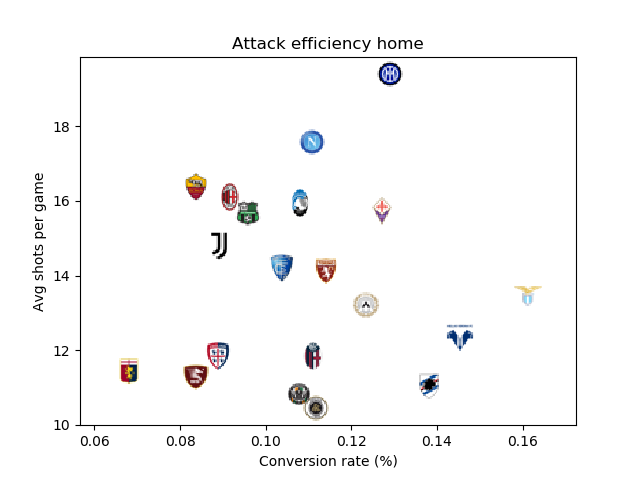 Attack efficiency home
Avg shots per game
18
16
14
12
10
N
0.06
0.08
0.10
0.12
0.14
0.16
Conversion rate (%)